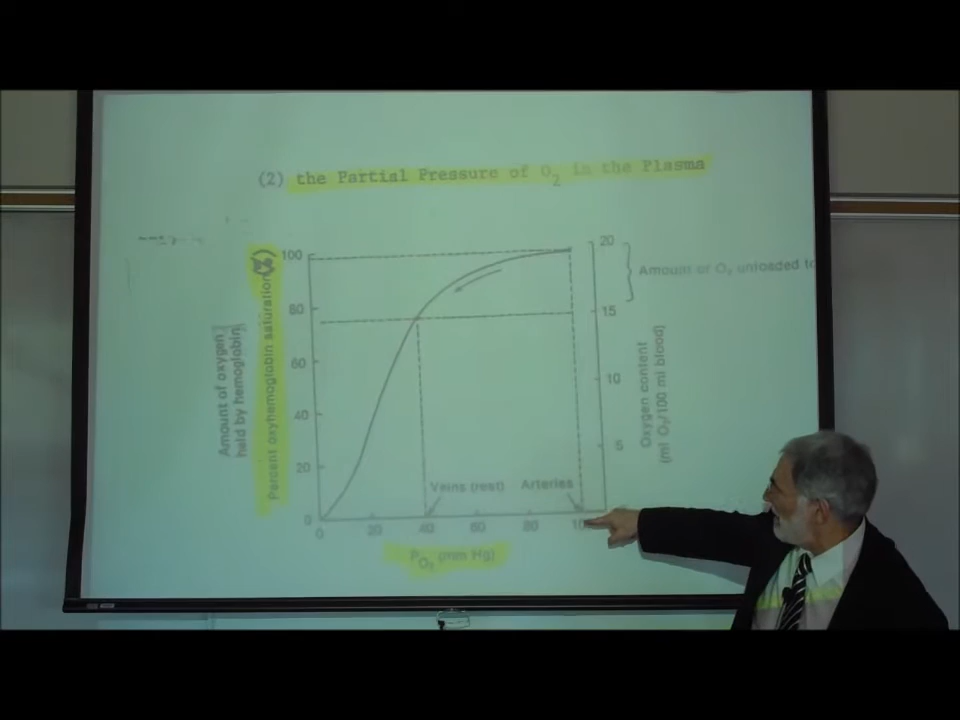 (2) the Partial Pressure of O2 in the Plasma
100
80
60
40
20
0
Amount of oxygen
held by hemoglobin
Percent oxyhemoglobin saturation (%)
20
15
10
5
Amount of O2 unloaded to
Oxygen content
(ml O2/100 ml blood)
Veins (rest) Arteries
0 20 40 60 80 10
PO2 (mm Hg)